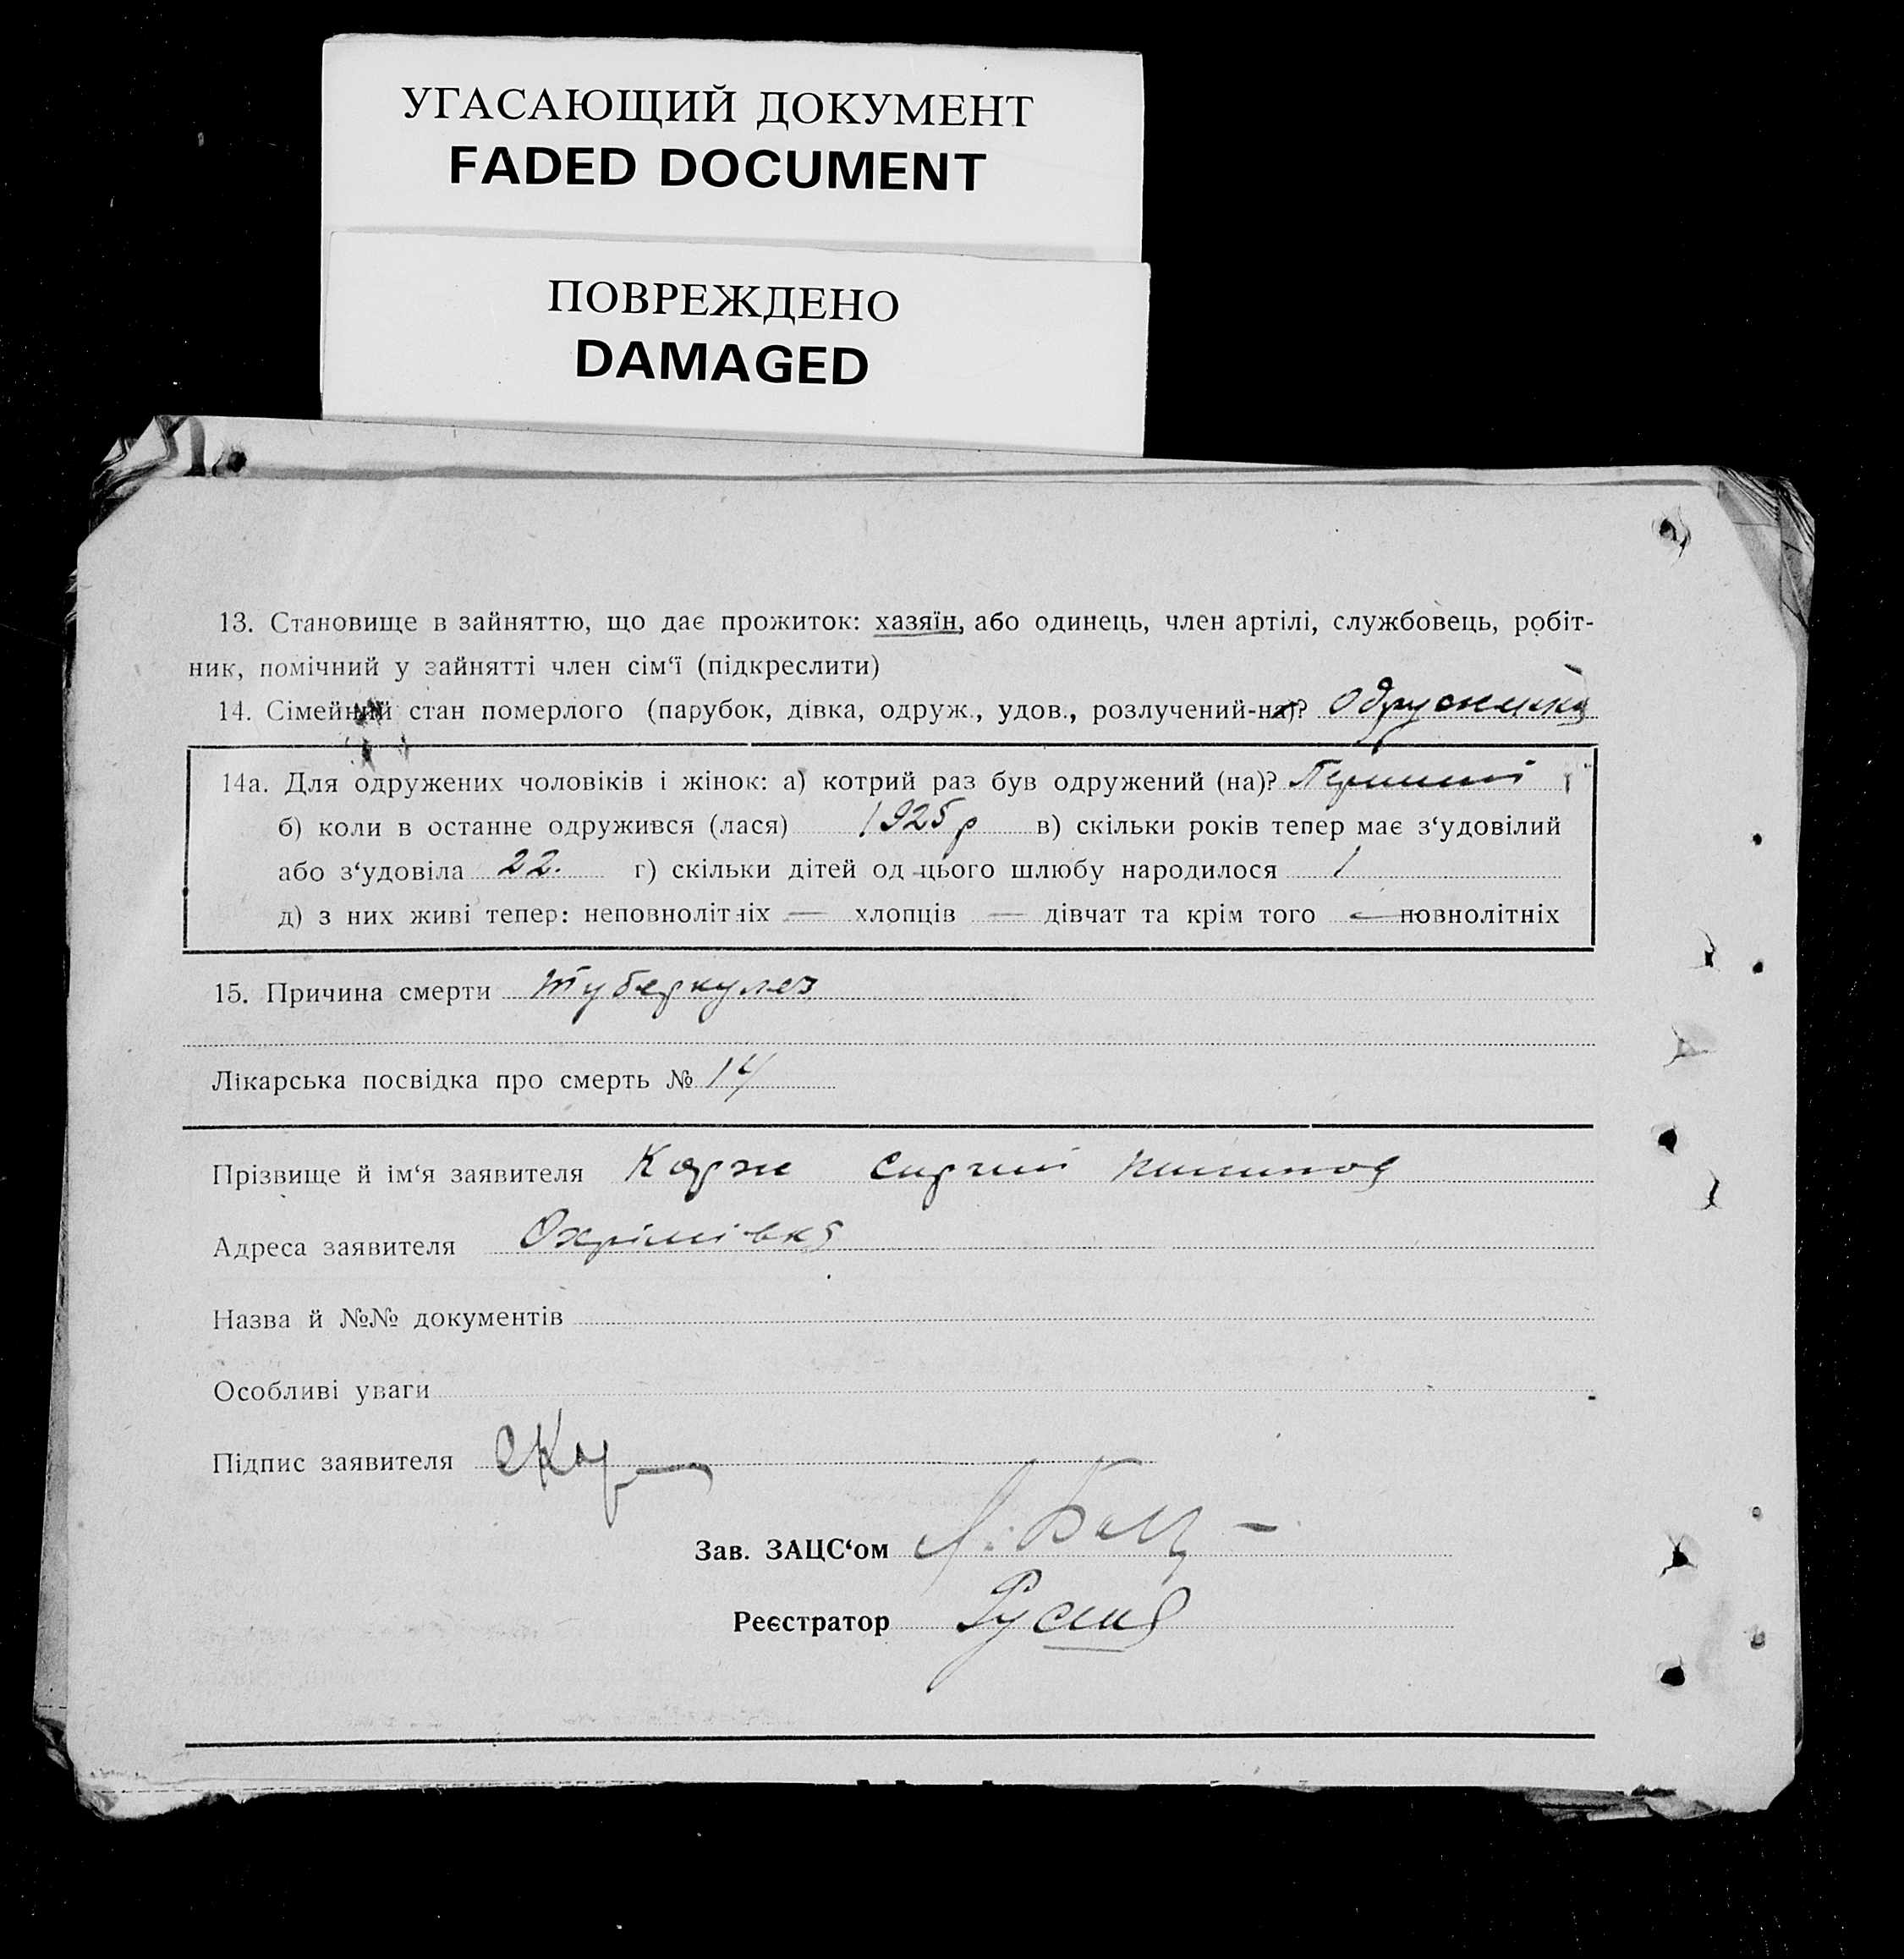 УГАСАЮЩИЙ ДОКУМЕНТ
FADED DOCUMENT
ПОВРЕЖДЕНО
DAMAGED
13. Становище в зайняттю, що дає прожиток: хазяїн, або одинець, член артілі, службовець, робіт-
ник, помічний у зайнятті член сім‘ї (підкреслити)
14. Сімейний стан померлого (парубок, дівка, одруж., удов., розлучений-на)?
14а. Для одружених чоловіків і жінок: а) котрий раз був одружений (на)? Перший
б) коли в останне одружився (лася) 1925 р в) скільки років тепер має з‘удовілий
або з‘удовіла 22. г) скільки дітей од цього шлюбу народилося 1
д) з них живі тепер: неповнолітніх — хлопців — дівчат та крім того — повнолітніх
15. Причина смерти туберкулез
Лікарська посвідка про смерть № 14
Прізвище й ім‘я заявителя Корж Сиргий
Адреса заявителя Охрімівка
Назва й №№ документів
Особливі уваги
Підпис заявителя СКор
Зав. ЗАЦС‘ом
Реєстратор